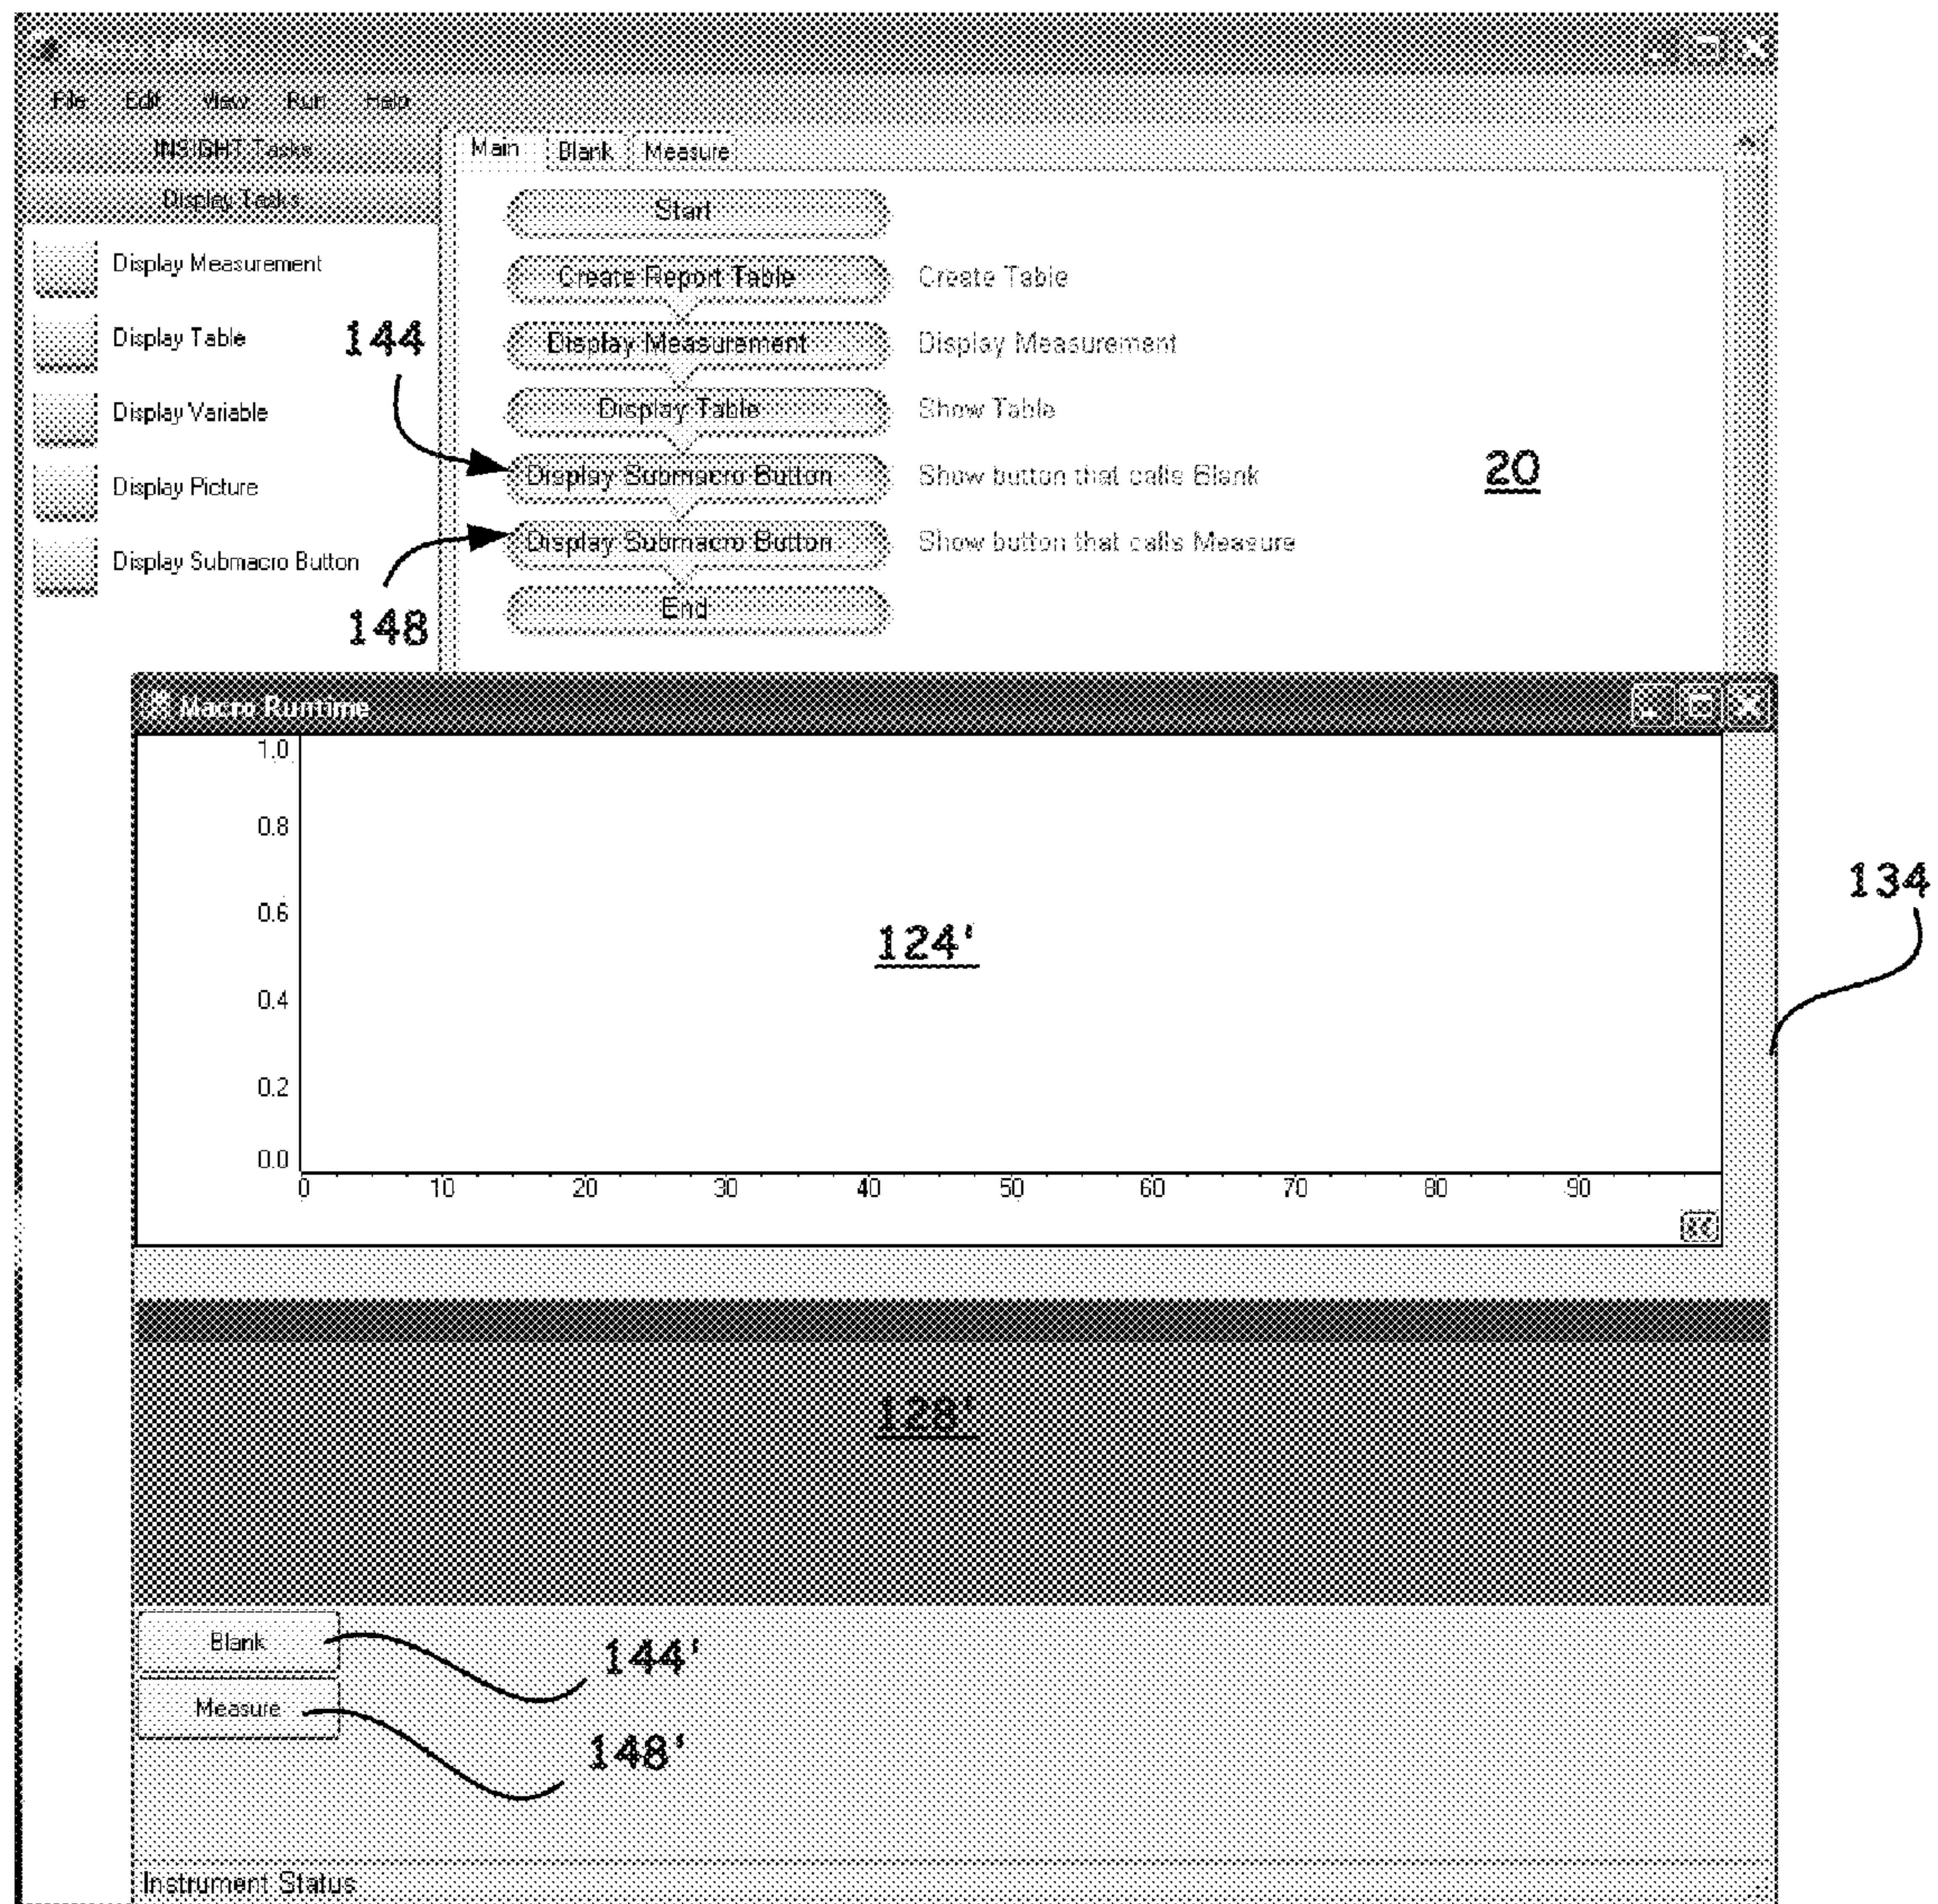 Macro Editor
File Edit View Run Help
INSIGHT Tasks
Display Tasks
Display Measurement
Display Table
Display Variable
Display Picture
Display Submacro Button
144
148
Main Blank Measure
Start
Create Report Table Create Table
Display Measurement Display Measurement
Display Table Show Table
Display Submacro Button Show button that calls Blank
Display Submacro Button Show button that calls Measure
End
20
Macro Runtime
1.0
0.8
0.6
0.4
0.2
0.0
0 10 20 30 40 50 60 70 80 90
124'
134
128'
Blank
Measure
144'
148'
Instrument Status